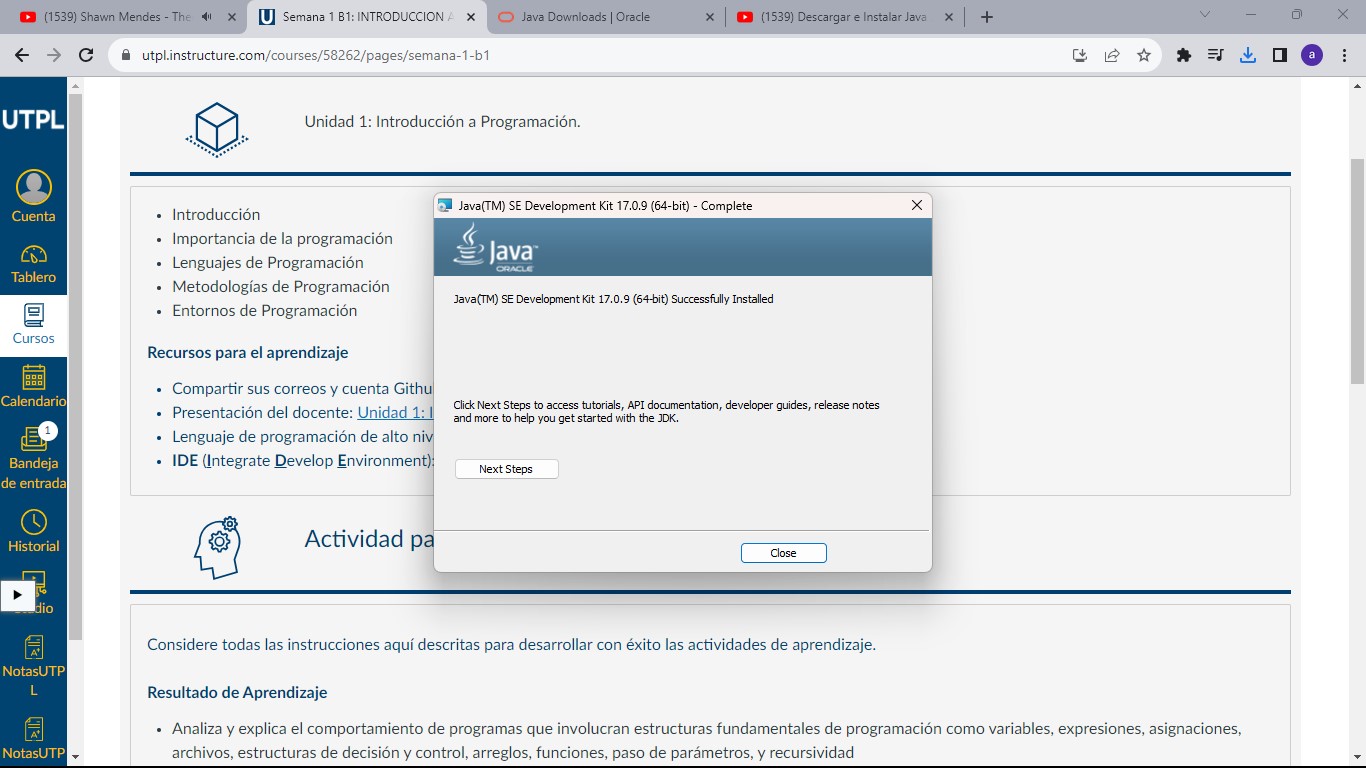 (1539) Shawn Mendes - The
Semana 1 B1: INTRODUCCION A
Java Downloads | Oracle
(1539) Descargar e Instalar Java
utpl.instructure.com/courses/58262/pages/semana-1-b1
a
UTPL
Cuenta
Tablero
Cursos
Calendario
1
Bandeja
de entrada
Historial
NotasUTP
L
NotasUTP
Unidad 1: Introducción a Programación.
• Introducción
• Importancia de la programación
• Lenguajes de Programación
• Metodologías de Programación
• Entornos de Programación
Recursos para el aprendizaje
• Compartir sus correos y cuenta Githu
• Presentación del docente: Unidad 1: I
• Lenguaje de programación de alto niv
• IDE (Integrate Develop Environment):
Java(TM) SE Development Kit 17.0.9 (64-bit) - Complete
Java
ORACLE
Java(TM) SE Development Kit 17.0.9 (64-bit) Successfully Installed
Click Next Steps to access tutorials, API documentation, developer guides, release notes
and more to help you get started with the JDK.
Next Steps
Close
Actividad pa
Considere todas las instrucciones aquí descritas para desarrollar con éxito las actividades de aprendizaje.
Resultado de Aprendizaje
• Analiza y explica el comportamiento de programas que involucran estructuras fundamentales de programación como variables, expresiones, asignaciones,
archivos, estructuras de decisión y control, arreglos, funciones, paso de parámetros, y recursividad